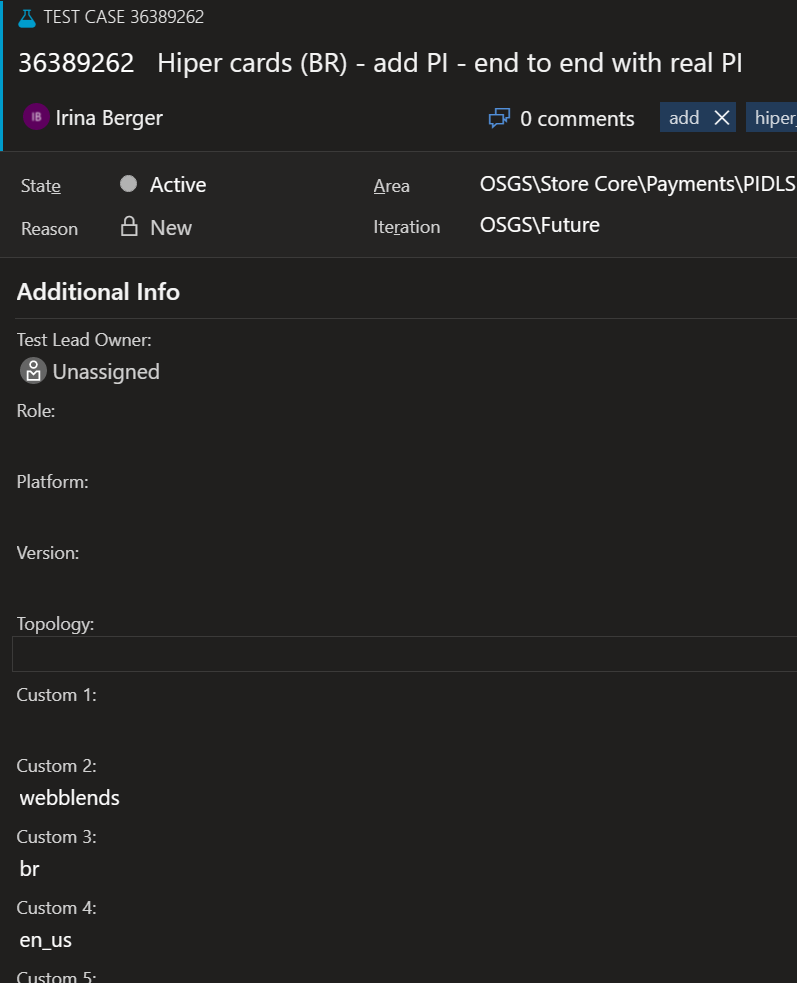 TEST CASE 36389262
36389262 Hiper cards (BR) - add PI - end to end with real PI
IB Irina Berger 0 comments add hiper_
State Active Area OSGS\Store Core\Payments\PIDLS
Reason New Iteration OSGS\Future
Additional Info
Test Lead Owner:
Unassigned
Role:
Platform:
Version:
Topology:
Custom 1:
Custom 2:
webblends
Custom 3:
br
Custom 4:
en_us
Custom 5: